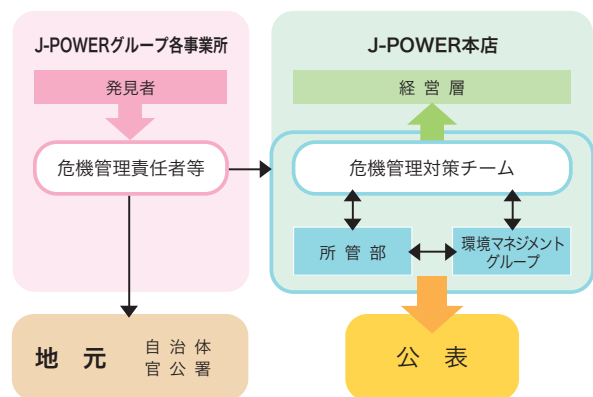 J-POWERグループ各事業所
発見者
危機管理責任者等
J-POWER本店
経営層
危機管理対策チーム
所管部
環境マネジメント
グループ
地元
自治体
官公署
公表